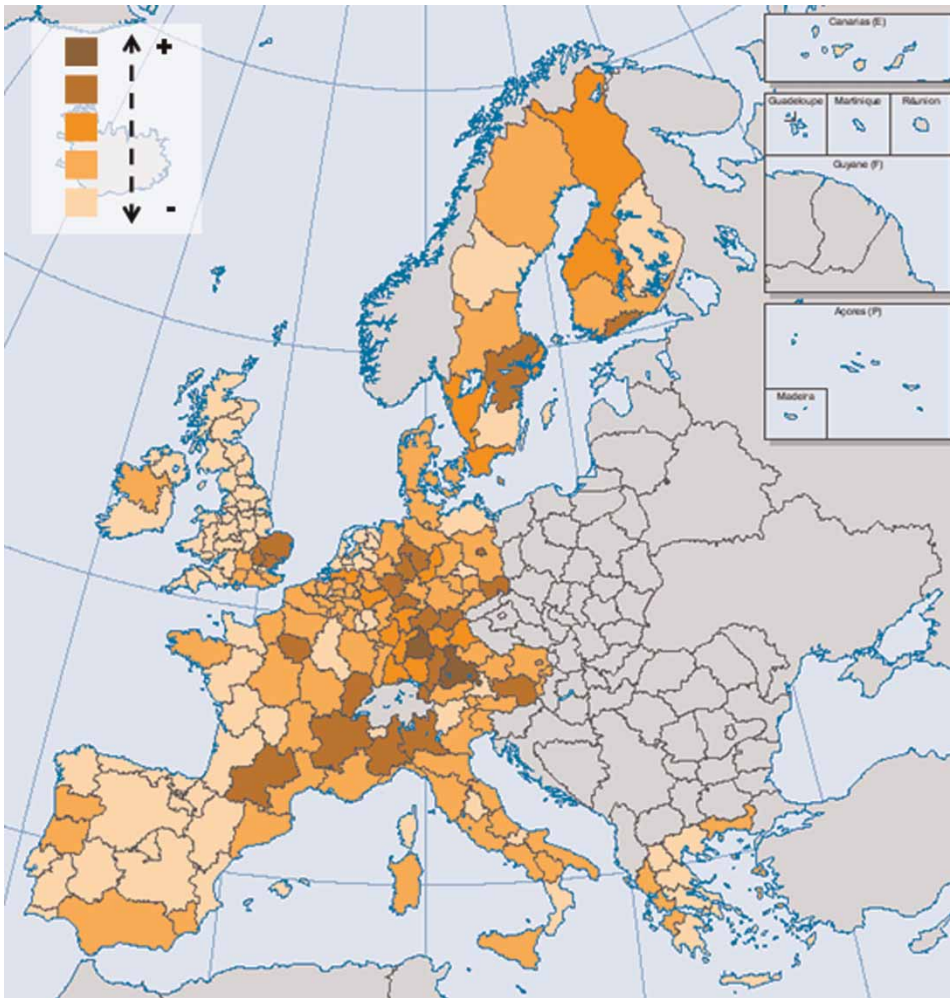 +
-
Canarias (E)
Guadeloupe
Martinique
Réunion
Guyane (F)
Açores (P)
Madeira